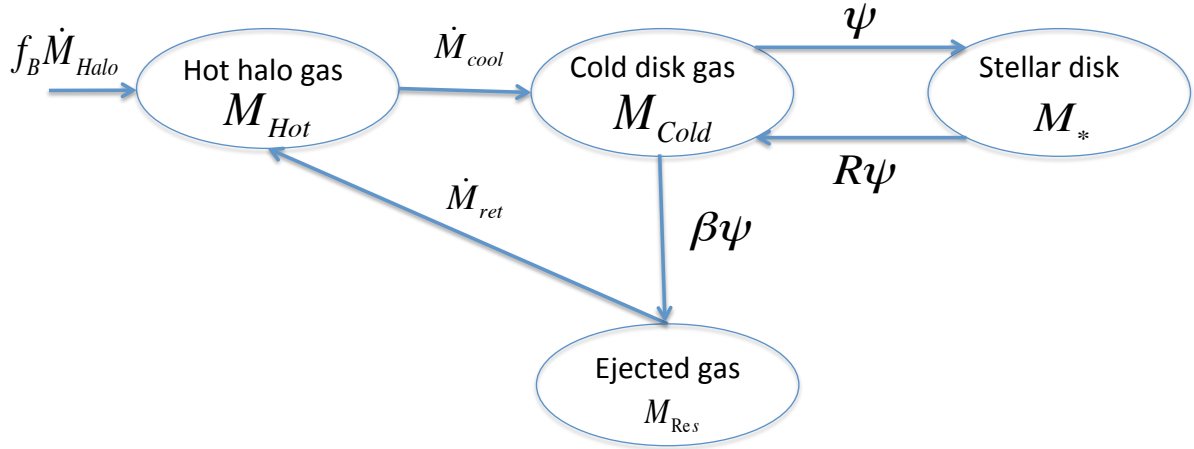 f_B Ṁ_Halo
Hot halo gas
M_Hot
Ṁ_cool
Cold disk gas
M_Cold
ψ
Stellar disk
M_*
Rψ
Ṁ_ret
βψ
Ejected gas
M_Res